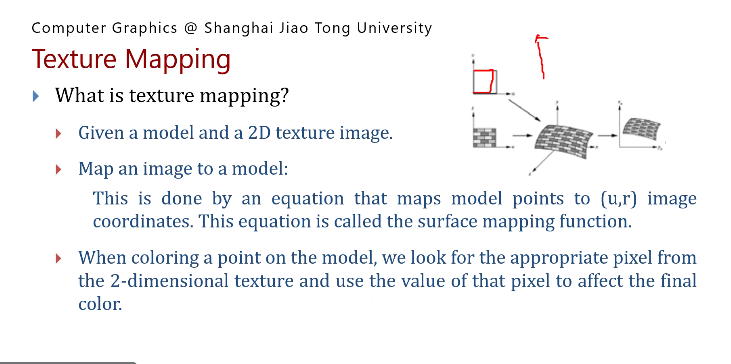 Computer Graphics @ Shanghai Jiao Tong University
Texture Mapping
What is texture mapping?
Given a model and a 2D texture image.
Map an image to a model:
This is done by an equation that maps model points to (u,r) image
coordinates. This equation is called the surface mapping function.
When coloring a point on the model, we look for the appropriate pixel from
the 2-dimensional texture and use the value of that pixel to affect the final
color.